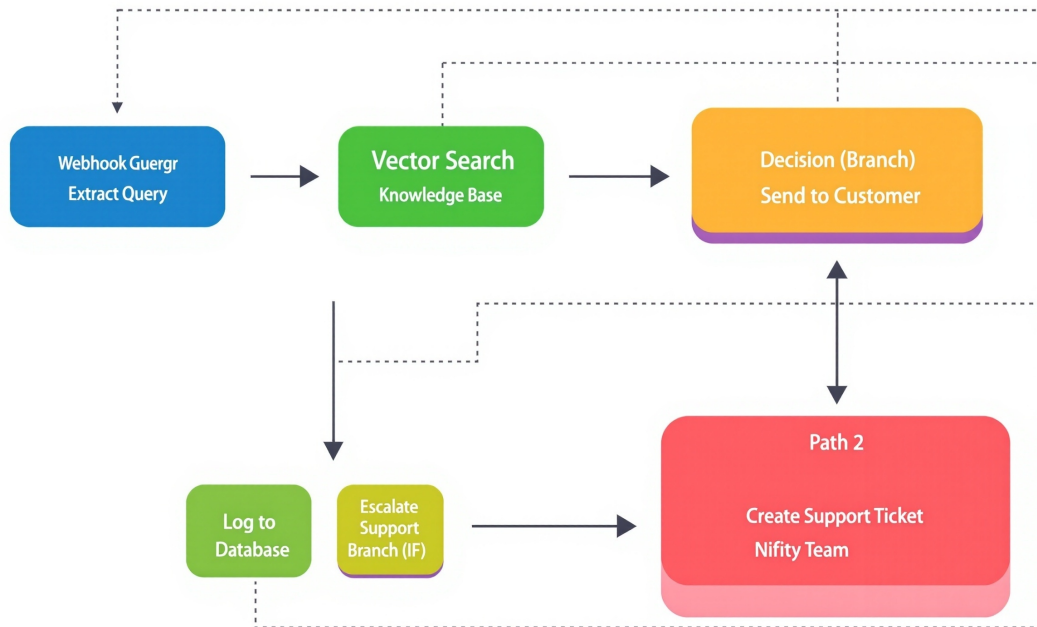 Webhook Guergr
Extract Query
Vector Search
Knowledge Base
Decision (Branch)
Send to Customer
Log to
Database
Escalate
Support
Branch (IF)
Path 2
Create Support Ticket
Nifity Team